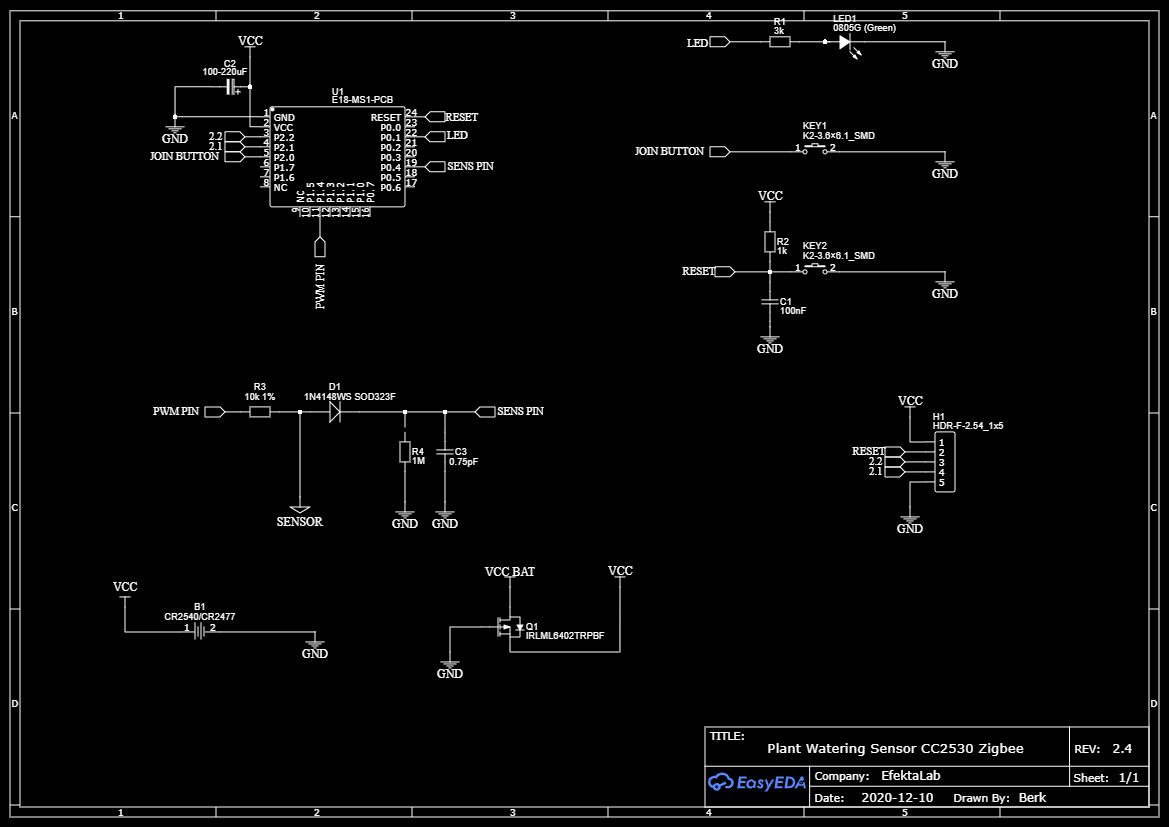 1 2 3 4 5
A A
B B
C C
D D
1 2 3 4 5
VCC
C2
100-220uF
+
GND
U1
E18-MS1-PCB
1 GND
2 VCC
2.2 3 P2.2
2.1 4 P2.1
JOIN BUTTON 5 P2.0
6 P1.7
7 P1.6
8 NC
RESET 24 RESET
P0.0 23
P0.1 22 LED
P0.2 21
P0.3 20
P0.4 19 SENS PIN
P0.5 18
P0.6 17
NC P1.5 P1.4 P1.3 P1.2 P1.1 P1.0 P0.7
9 10 11 12 13 14 15 16
PWM PIN
LED
R1
3k
LED1
0805G (Green)
GND
JOIN BUTTON
KEY1
K2-3.6×6.1_SMD
1 2
GND
VCC
R2
1k
RESET
KEY2
K2-3.6×6.1_SMD
1 2
GND
C1
100nF
GND
PWM PIN
R3
10k 1%
D1
1N4148WS SOD323F
SENS PIN
R4
1M
C3
0.75pF
SENSOR
GND
GND
VCC
H1
HDR-F-2.54_1x5
1
RESET 2
2.2 3
2.1 4
5
GND
VCC
B1
CR2540/CR2477
1 2
GND
VCC BAT
VCC
Q1
IRLML6402TRPBF
GND
TITLE:
Plant Watering Sensor CC2530 Zigbee
REV: 2.4
EasyEDA
Company: EfektaLab
Sheet: 1/1
Date: 2020-12-10 Drawn By: Berk